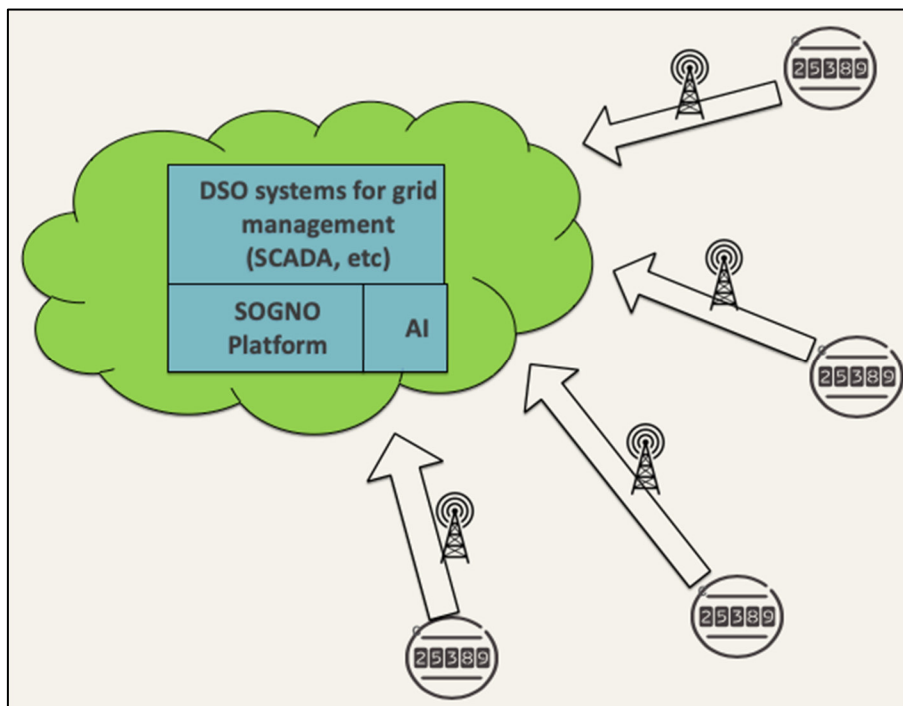 25389
DSO systems for grid
management
(SCADA, etc)
SOGNO
Platform
AI
25389
25389
25389